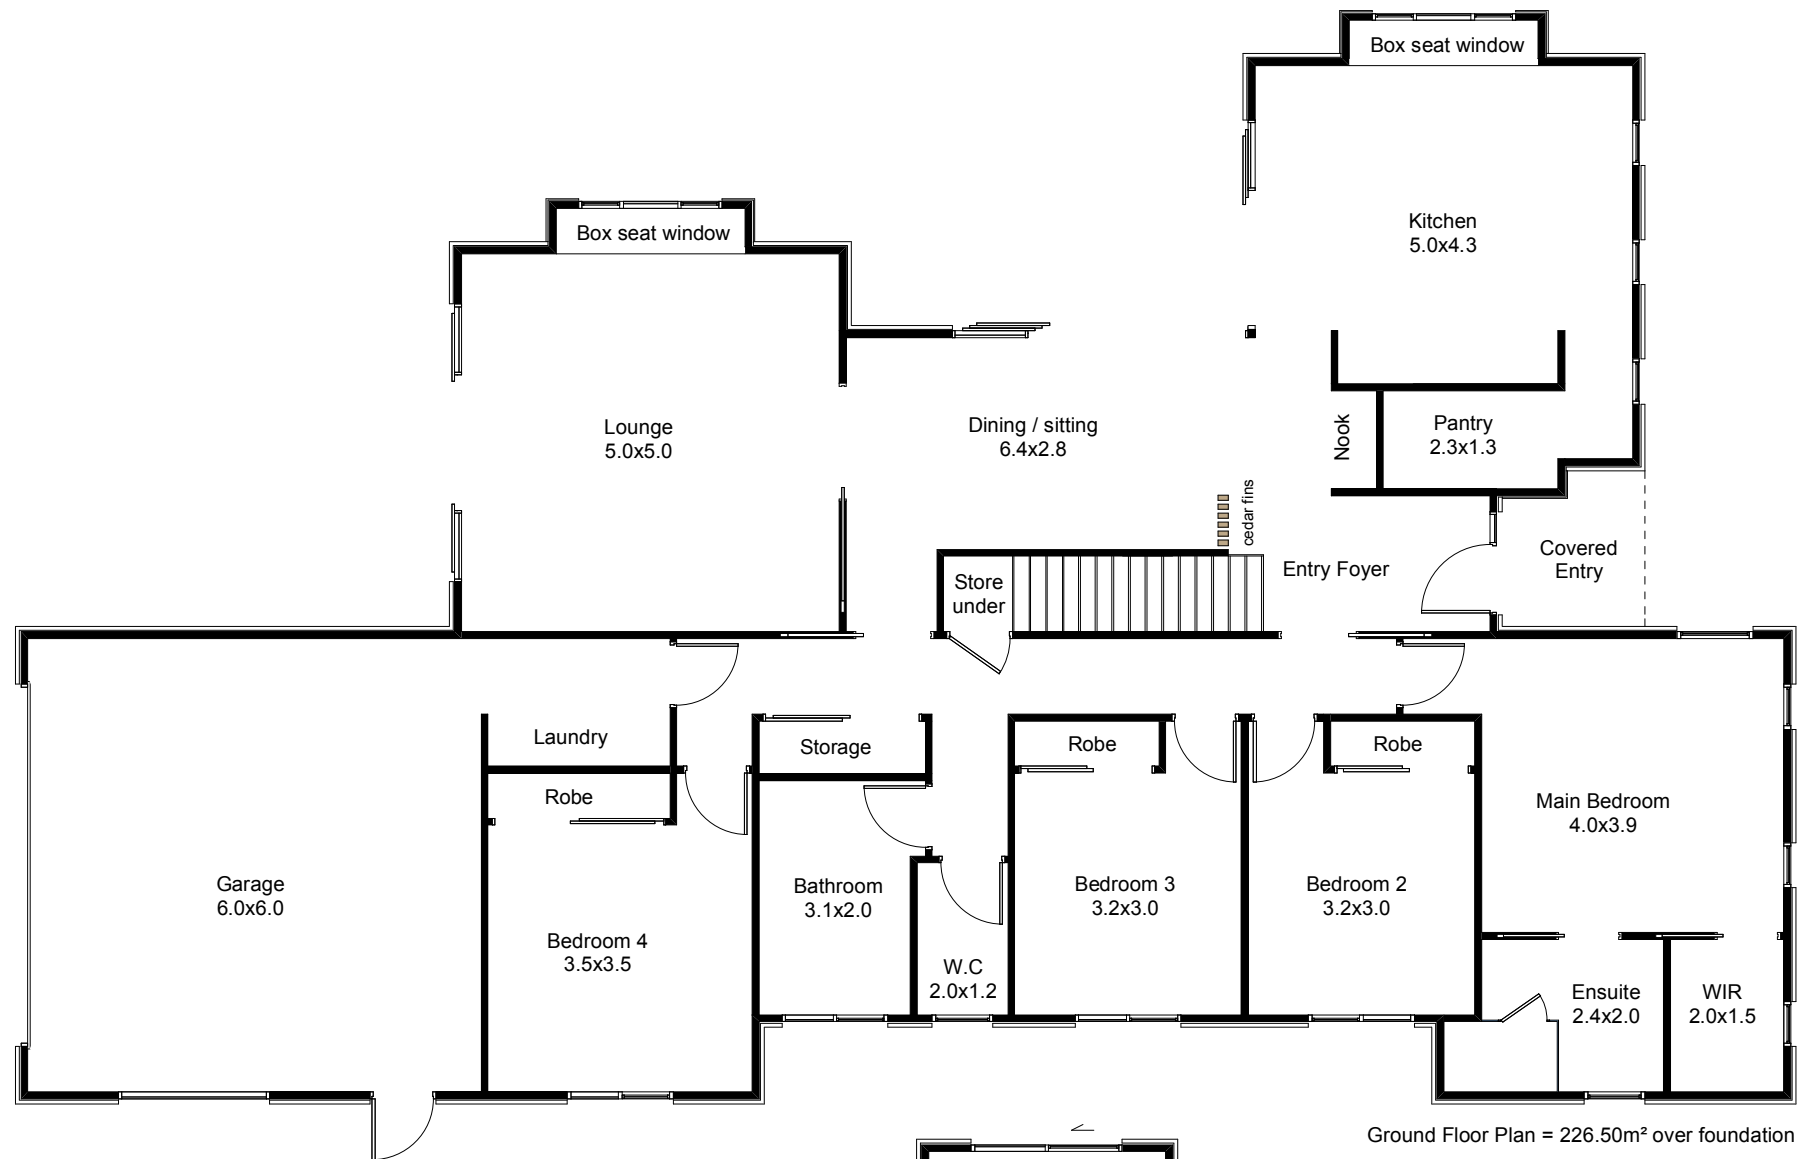 Box seat window
Box seat window
Kitchen
5.0x4.3
Lounge
5.0x5.0
Dining / sitting
6.4x2.8
Nook
Pantry
2.3x1.3
cedar fins
Store
under
Entry Foyer
Covered
Entry
Laundry
Storage
Robe
Robe
Robe
Main Bedroom
4.0x3.9
Garage
6.0x6.0
Bedroom 4
3.5x3.5
Bathroom
3.1x2.0
W.C
2.0x1.2
Bedroom 3
3.2x3.0
Bedroom 2
3.2x3.0
Ensuite
2.4x2.0
WIR
2.0x1.5
Ground Floor Plan = 226.50m² over foundation